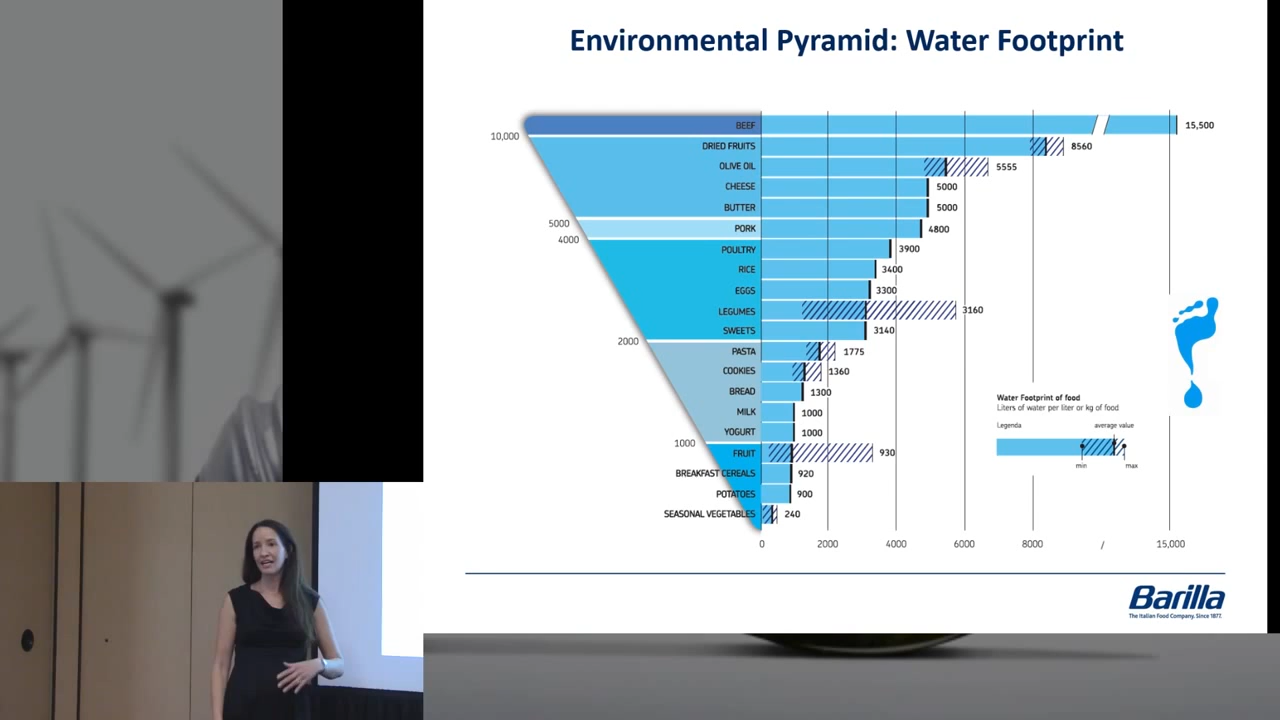 Environmental Pyramid: Water Footprint
BEEF 15,500
10,000
DRIED FRUITS 8560
OLIVE OIL 5555
CHEESE 5000
BUTTER 5000
5000
PORK 4800
4000
POULTRY 3900
RICE 3400
EGGS 3300
LEGUMES 3160
SWEETS 3140
2000
PASTA 1775
COOKIES 1360
BREAD 1300
MILK 1000
YOGURT 1000
1000
FRUIT 930
BREAKFAST CEREALS 920
POTATOES 900
SEASONAL VEGETABLES 240
0 2000 4000 6000 8000 / 15,000
Water Footprint of food
Liters of water per liter or kg of food
Legenda average value
min max
Barilla
The Italian Food Company. Since 1877.